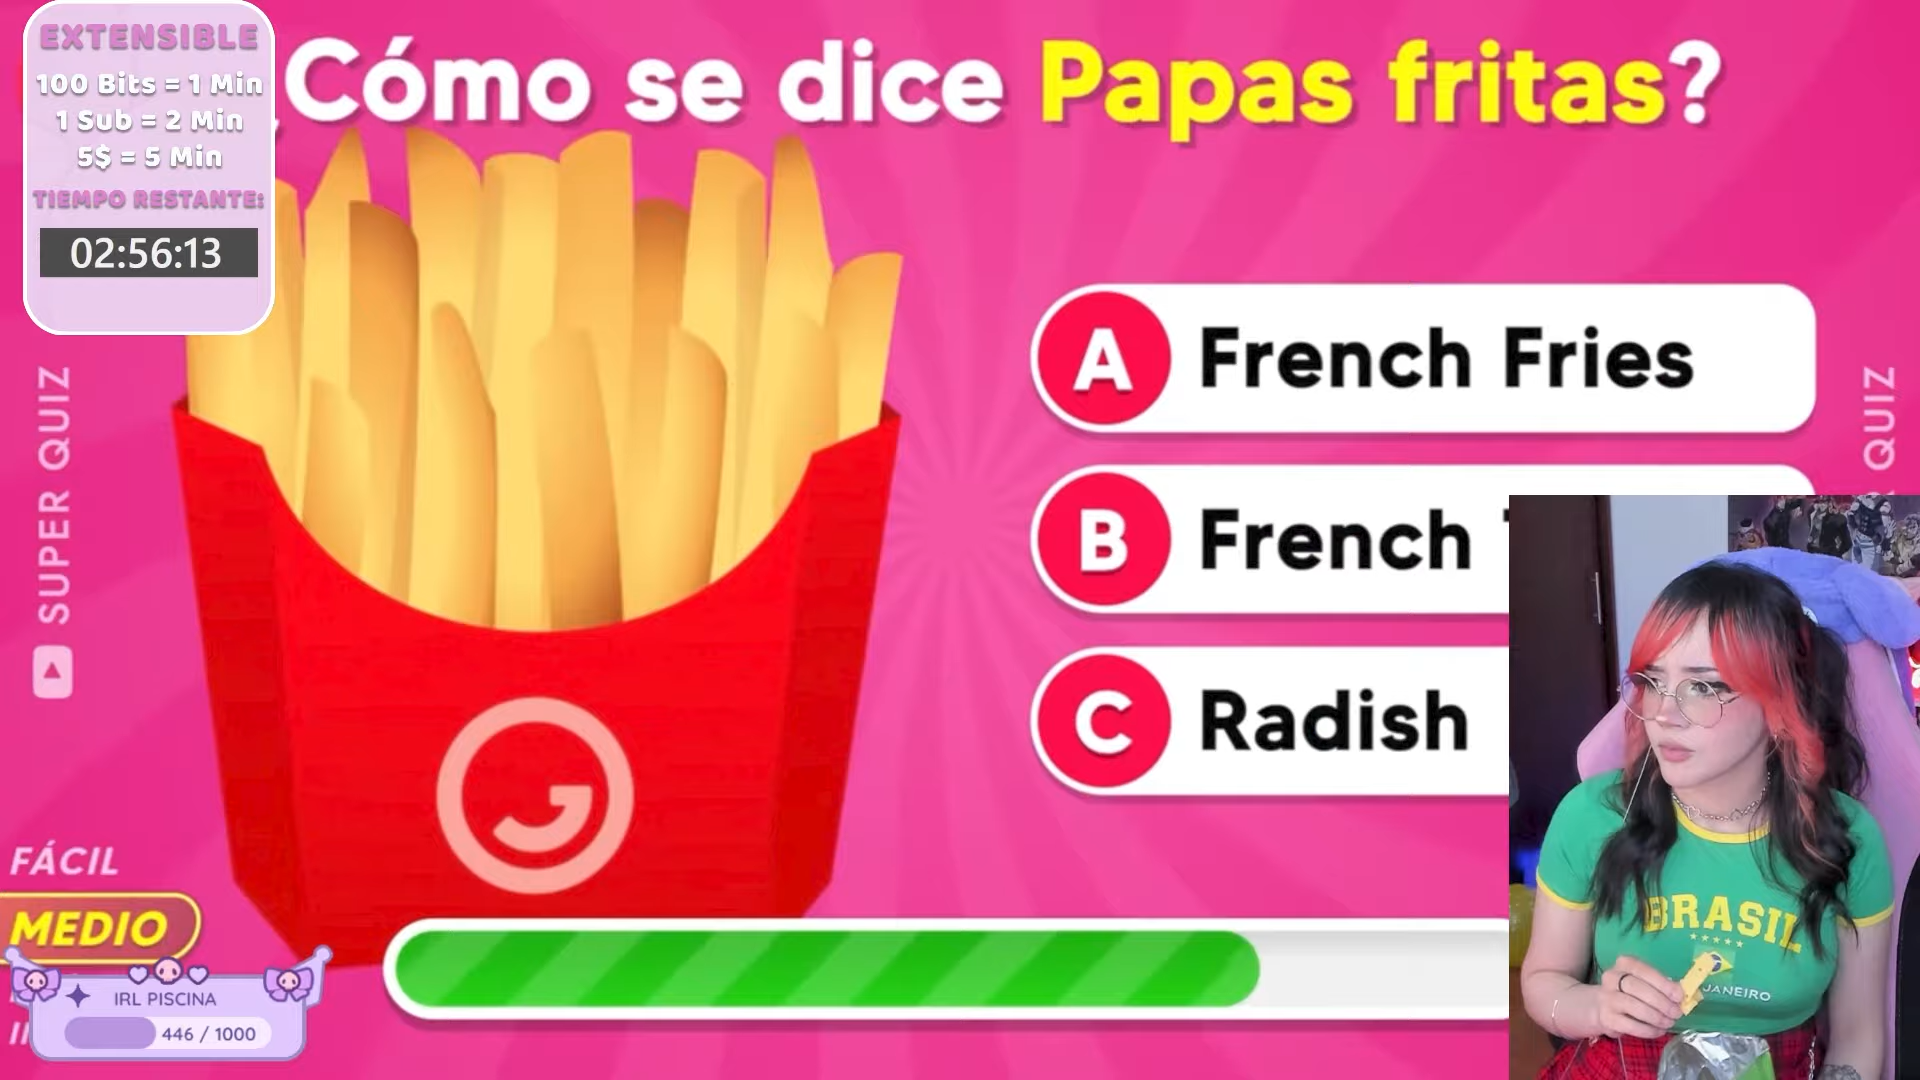 EXTENSIBLE
100 Bits = 1 Min
1 Sub = 2 Min
5$ = 5 Min
TIEMPO RESTANTE:
02:56:13
¿Cómo se dice Papas fritas?
A French Fries
B French
C Radish
SUPER QUIZ
QUIZ
FÁCIL
MEDIO
IRL PISCINA
446 / 1000
BRASIL
JANEIRO